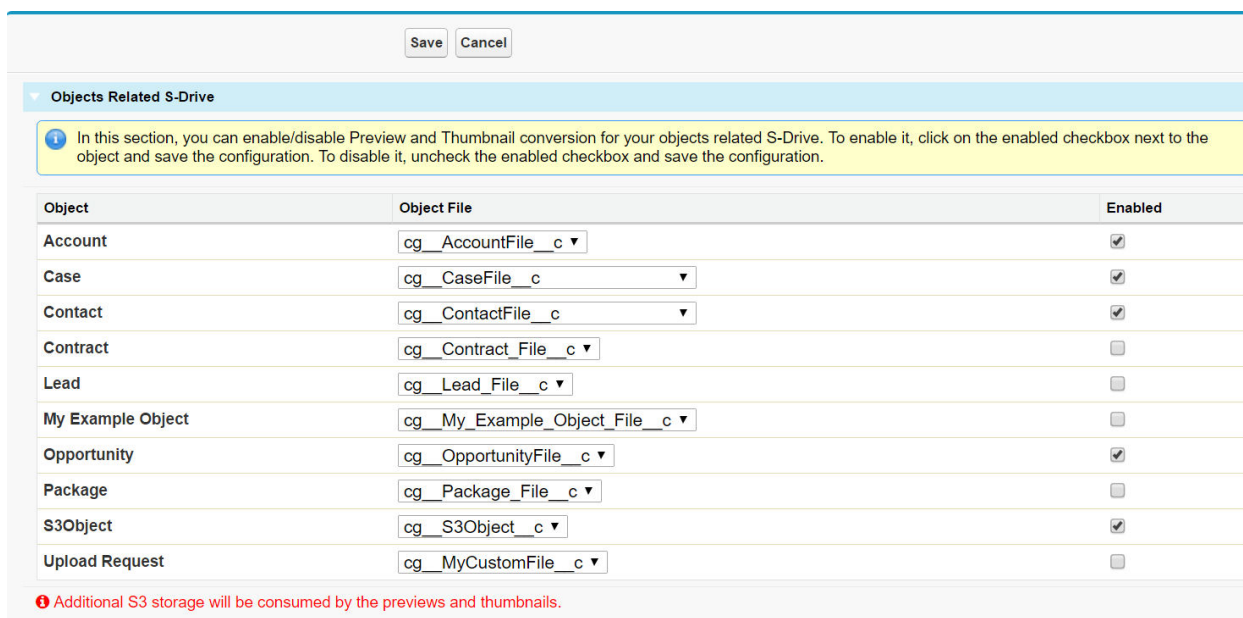 Save Cancel
Objects Related S-Drive
In this section, you can enable/disable Preview and Thumbnail conversion for your objects related S-Drive. To enable it, click on the enabled checkbox next to the
object and save the configuration. To disable it, uncheck the enabled checkbox and save the configuration.
Object Object File Enabled
Account cg__AccountFile__c
Case cg__CaseFile__c
Contact cg__ContactFile__c
Contract cg__Contract_File__c
Lead cg__Lead_File__c
My Example Object cg__My_Example_Object_File__c
Opportunity cg__OpportunityFile__c
Package cg__Package_File__c
S3Object cg__S3Object__c
Upload Request cg__MyCustomFile__c
Additional S3 storage will be consumed by the previews and thumbnails.